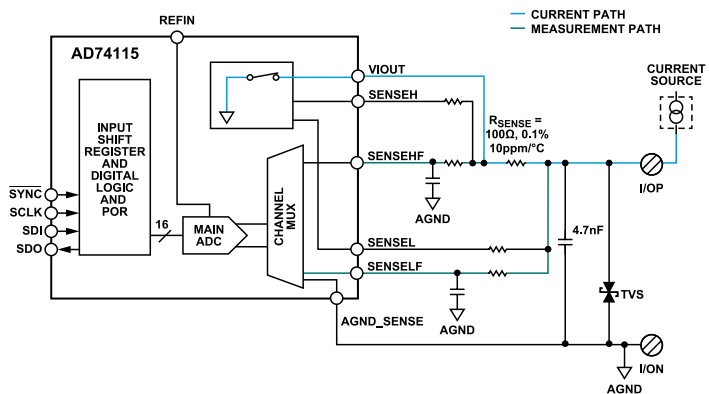 REFIN
CURRENT PATH
MEASUREMENT PATH
AD74115
VIOUT
CURRENT
SOURCE
SENSEH
RSENSE =
100Ω, 0.1%
10ppm/°C
INPUT
SHIFT
REGISTER
AND
DIGITAL
LOGIC
AND
POR
SENSEHF
I/OP
AGND
SYNC
SCLK
SDI
SDO
16
MAIN
ADC
CHANNEL
MUX
SENSEL
4.7nF
SENSELF
TVS
AGND
AGND_SENSE
I/ON
AGND